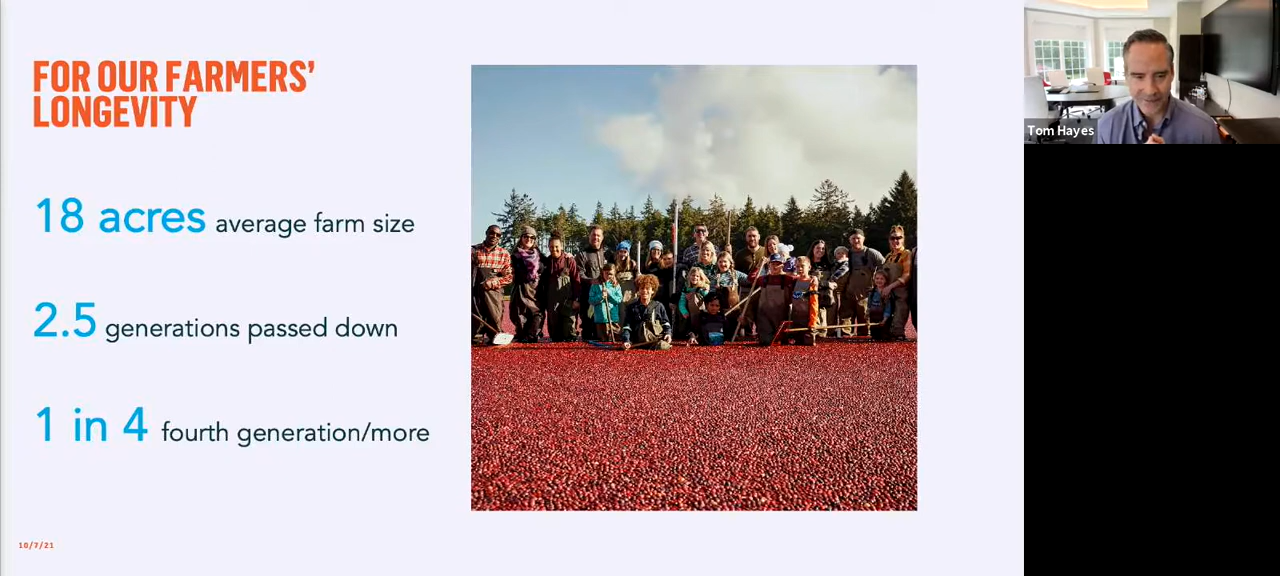 FOR OUR FARMERS'
LONGEVITY
18 acres average farm size
2.5 generations passed down
1 in 4 fourth generation/more
10/7/21
Tom Hayes